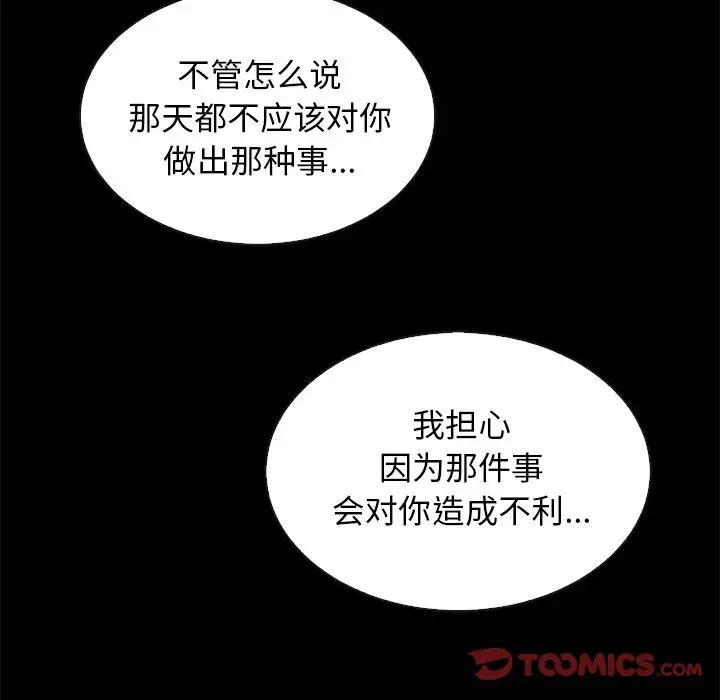 不管怎么说
那天都不应该对你
做出那种事...
我担心
因为那件事
会对你造成不利...
TOOMICS.COM